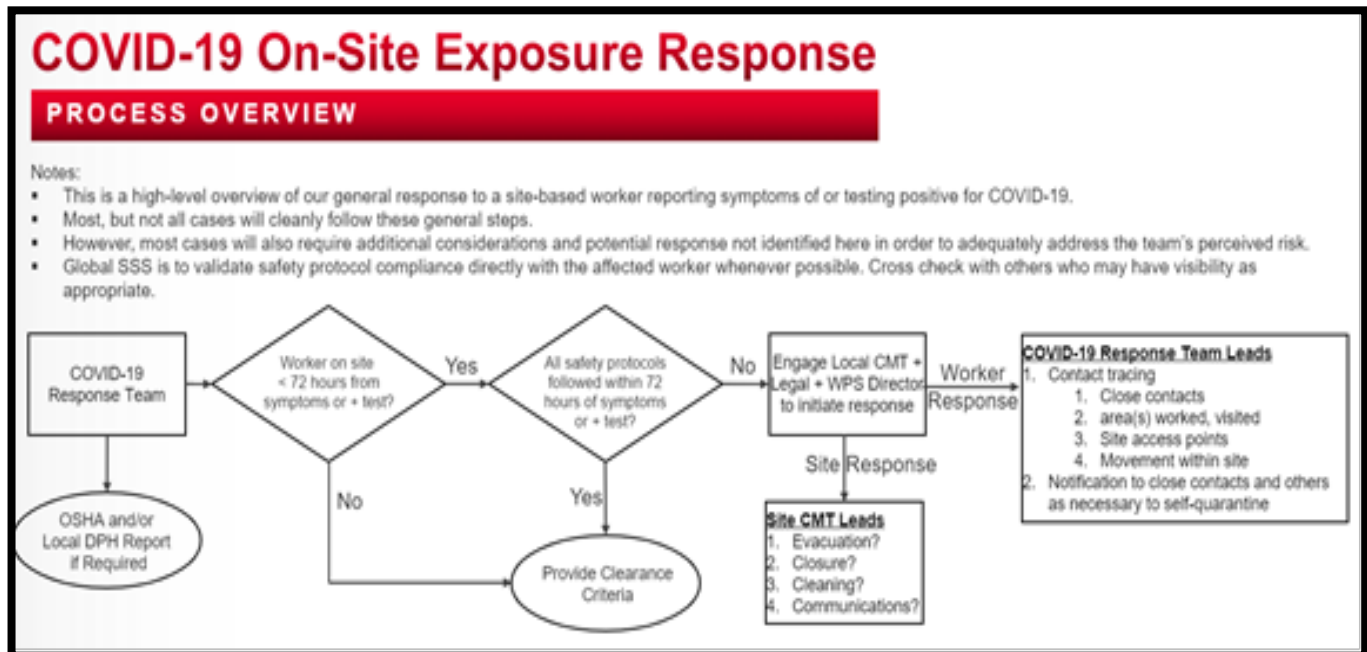 COVID-19 On-Site Exposure Response
PROCESS OVERVIEW
Notes:
▪ This is a high-level overview of our general response to a site-based worker reporting symptoms of or testing positive for COVID-19.
▪ Most, but not all cases will cleanly follow these general steps.
▪ However, most cases will also require additional considerations and potential response not identified here in order to adequately address the team's perceived risk.
▪ Global SSS is to validate safety protocol compliance directly with the affected worker whenever possible. Cross check with others who may have visibility as
appropriate.
COVID-19
Response Team
OSHA and/or
Local DPH Report
if Required
Worker on site
< 72 hours from
symptoms or + test?
Yes
No
All safety protocols
followed within 72
hours of symptoms
or + test?
No
Yes
Provide Clearance
Criteria
Engage Local CMT +
Legal + WPS Director
to initiate response
Worker
Response
Site Response
Site CMT Leads
1. Evacuation?
2. Closure?
3. Cleaning?
4. Communications?
COVID-19 Response Team Leads
1. Contact tracing
1. Close contacts
2. area(s) worked, visited
3. Site access points
4. Movement within site
2. Notification to close contacts and others
as necessary to self-quarantine